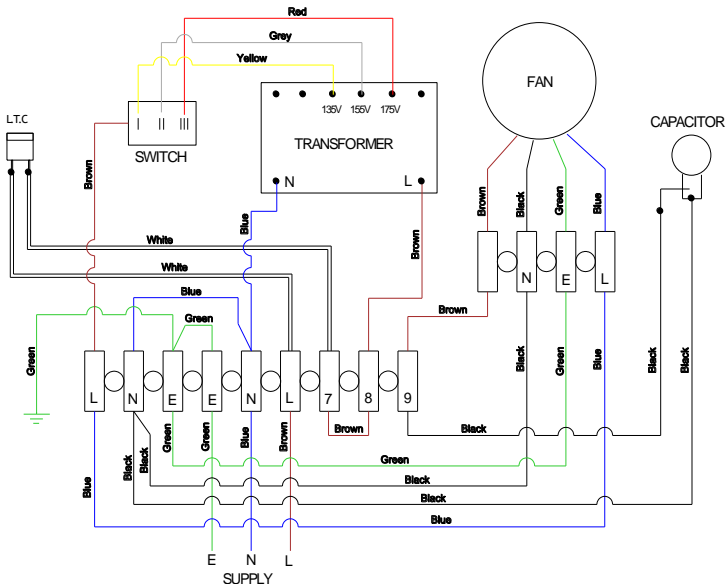 Red
Grey
Yellow
135V 155V 175V
TRANSFORMER
N L
FAN
CAPACITOR
L.T.C
I II III
SWITCH
Brown
White
White
Blue
Brown
Blue
Green
Green
Brown
Black
Green
Blue
N E L
Brown
Black
Black
L N E E N L 7 8 9
Blue
Black
Black
Green
Green
Blue
Brown
Brown
Black
Green
Black
Blue
Black
Green
Blue
E N L
SUPPLY